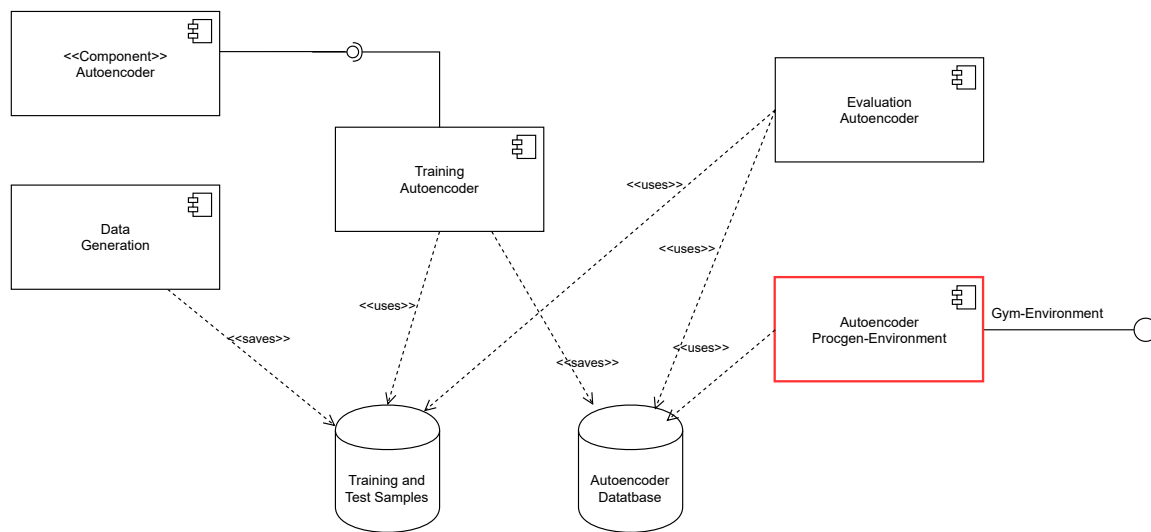 <<Component>>
Autoencoder
Evaluation
Autoencoder
Training
Autoencoder
<<uses>>
Data
Generation
<<uses>>
<<uses>>
Gym-Environment
Autoencoder
Procgen-Environment
<<saves>>
<<saves>>
<<uses>>
Training and
Test Samples
Autoencoder
Datatbase